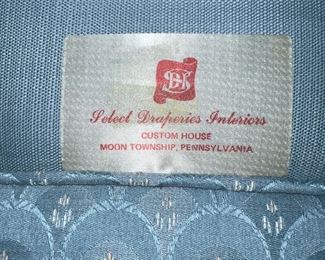 Select Draperies Interiors
CUSTOM HOUSE
MOON TOWNSHIP, PENNSYLVANIA